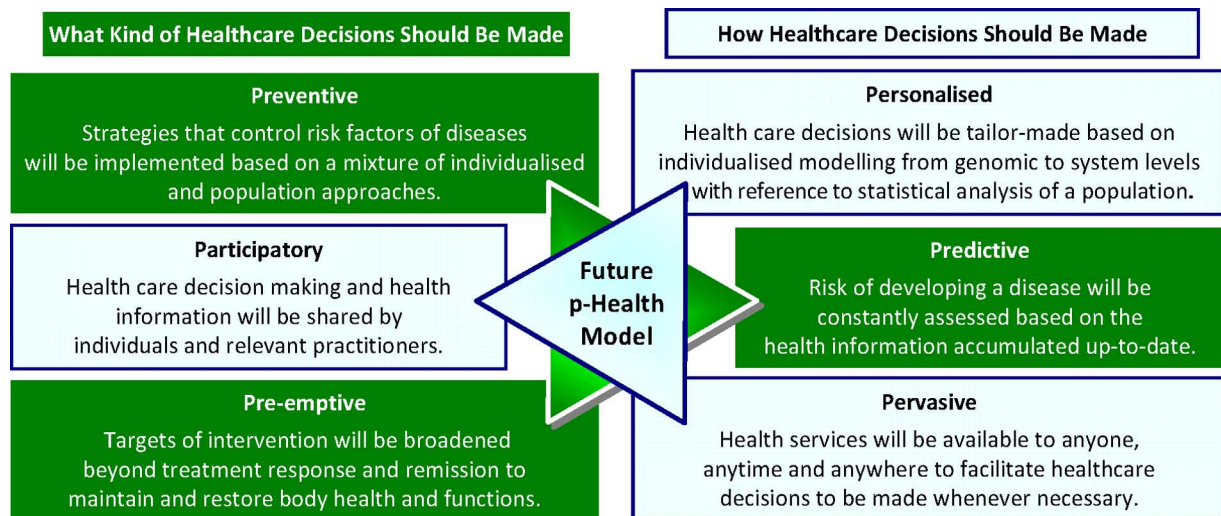 What Kind of Healthcare Decisions Should Be Made
How Healthcare Decisions Should Be Made
Preventive
Strategies that control risk factors of diseases
will be implemented based on a mixture of individualised
and population approaches.
Personalised
Health care decisions will be tailor-made based on
individualised modelling from genomic to system levels
with reference to statistical analysis of a population.
Participatory
Health care decision making and health
information will be shared by
individuals and relevant practitioners.
Future
p-Health
Model
Predictive
Risk of developing a disease will be
constantly assessed based on the
health information accumulated up-to-date.
Pre-emptive
Targets of intervention will be broadened
beyond treatment response and remission to
maintain and restore body health and functions.
Pervasive
Health services will be available to anyone,
anytime and anywhere to facilitate healthcare
decisions to be made whenever necessary.